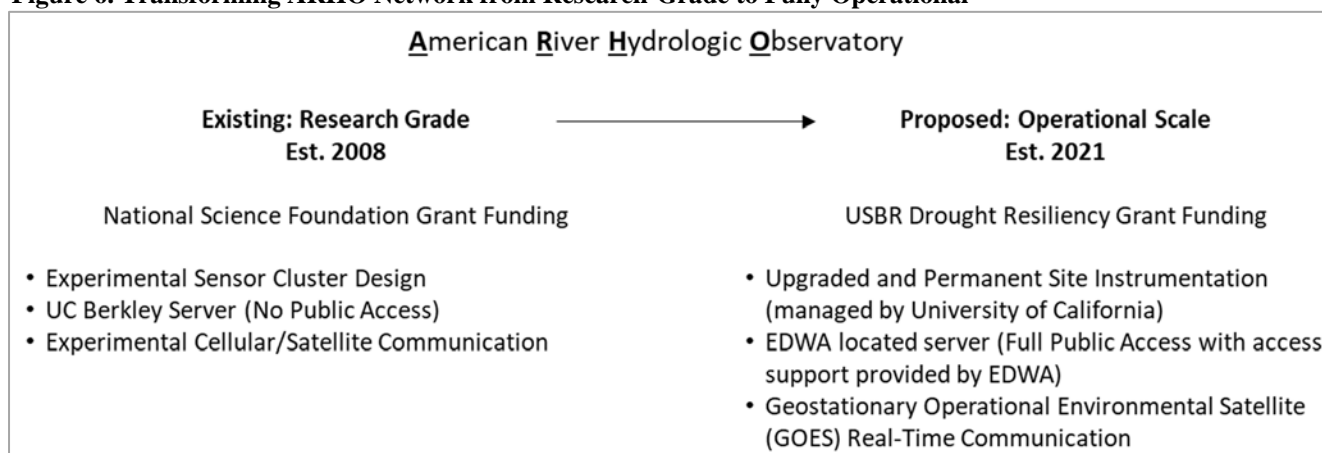 Figure 6. Transforming ARHO Network from Research-Grade to Fully Operational
American River Hydrologic Observatory
Existing: Research Grade
Est. 2008
Proposed: Operational Scale
Est. 2021
National Science Foundation Grant Funding
USBR Drought Resiliency Grant Funding
• Experimental Sensor Cluster Design
• UC Berkley Server (No Public Access)
• Experimental Cellular/Satellite Communication
• Upgraded and Permanent Site Instrumentation
(managed by University of California)
• EDWA located server (Full Public Access with access
support provided by EDWA)
• Geostationary Operational Environmental Satellite
(GOES) Real-Time Communication